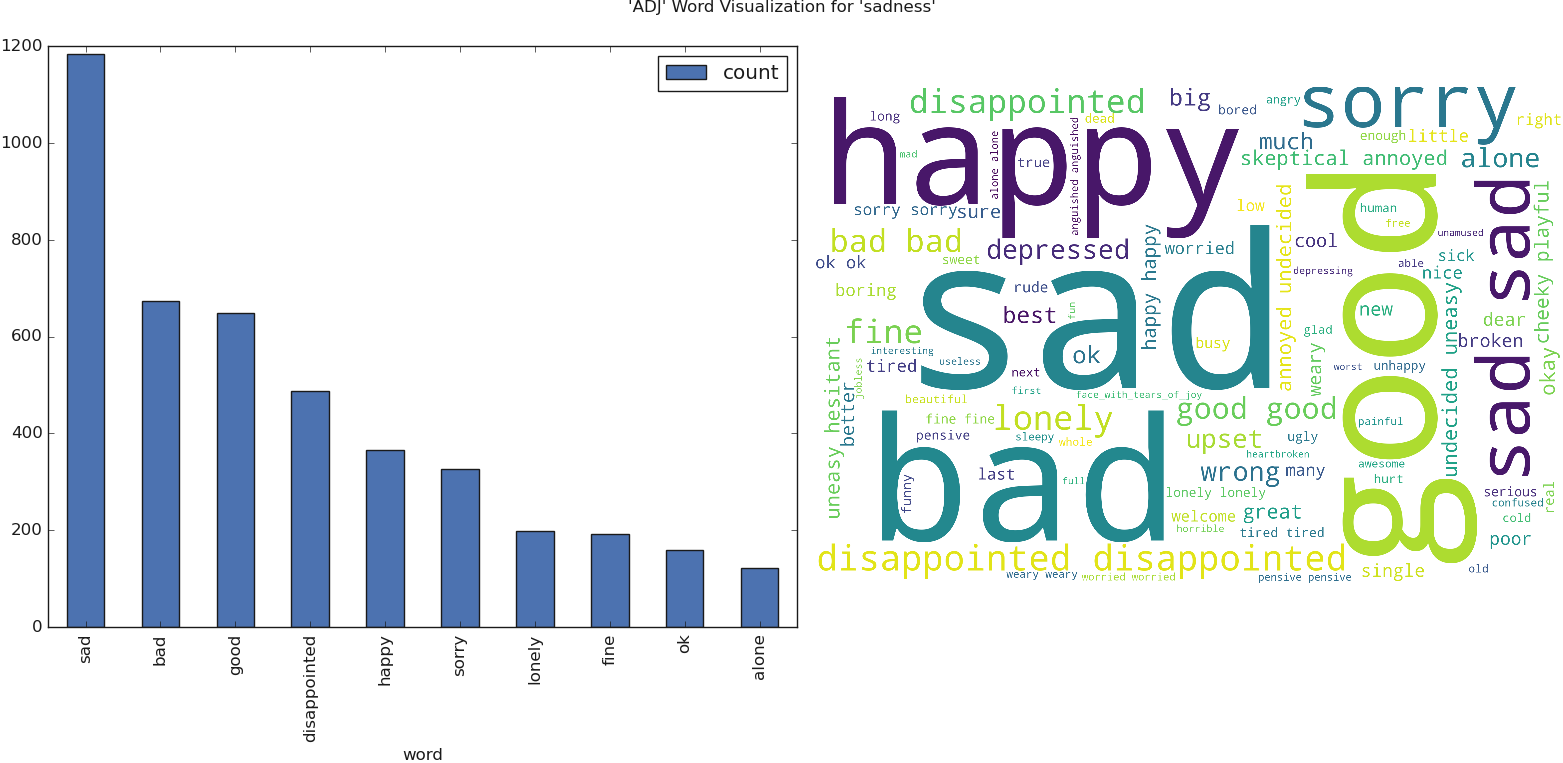 'ADJ' Word Visualization for 'sadness'
1200
1000
800
600
400
200
0
count
sad
bad
good
disappointed
happy
sorry
lonely
fine
ok
alone
word
disappointed
big
bored
angry
sorry
right
long
happy
dead
mad
true
alone alone
anguished anguished
much
enough
little
skeptical annoyed
alone
sorry sorry
sure
low
human
free
good
sad sad
cheeky playful
unamused
bad bad
depressed
worried
cool
ok ok
sweet
happy happy
annoyed undecided
depressing
able
sick
nice
boring
rude
sad
best
fun
new
undecided uneasy
dear
fine
ok
busy
glad
broken
okay
interesting
useless
tired
next
first
weary
worst
unhappy
jobless
uneasy hesitant
better
beautiful
face_with_tears_of_joy
fine fine
lonely
good good
painful
pensive
sleepy
whole
upset
ugly
heartbroken
bad
last
full
funny
wrong
many
awesome
hurt
lonely lonely
serious
confused
real
welcome
great
horrible
tired tired
cold
poor
disappointed disappointed
weary weary
worried worried
pensive pensive
single
old